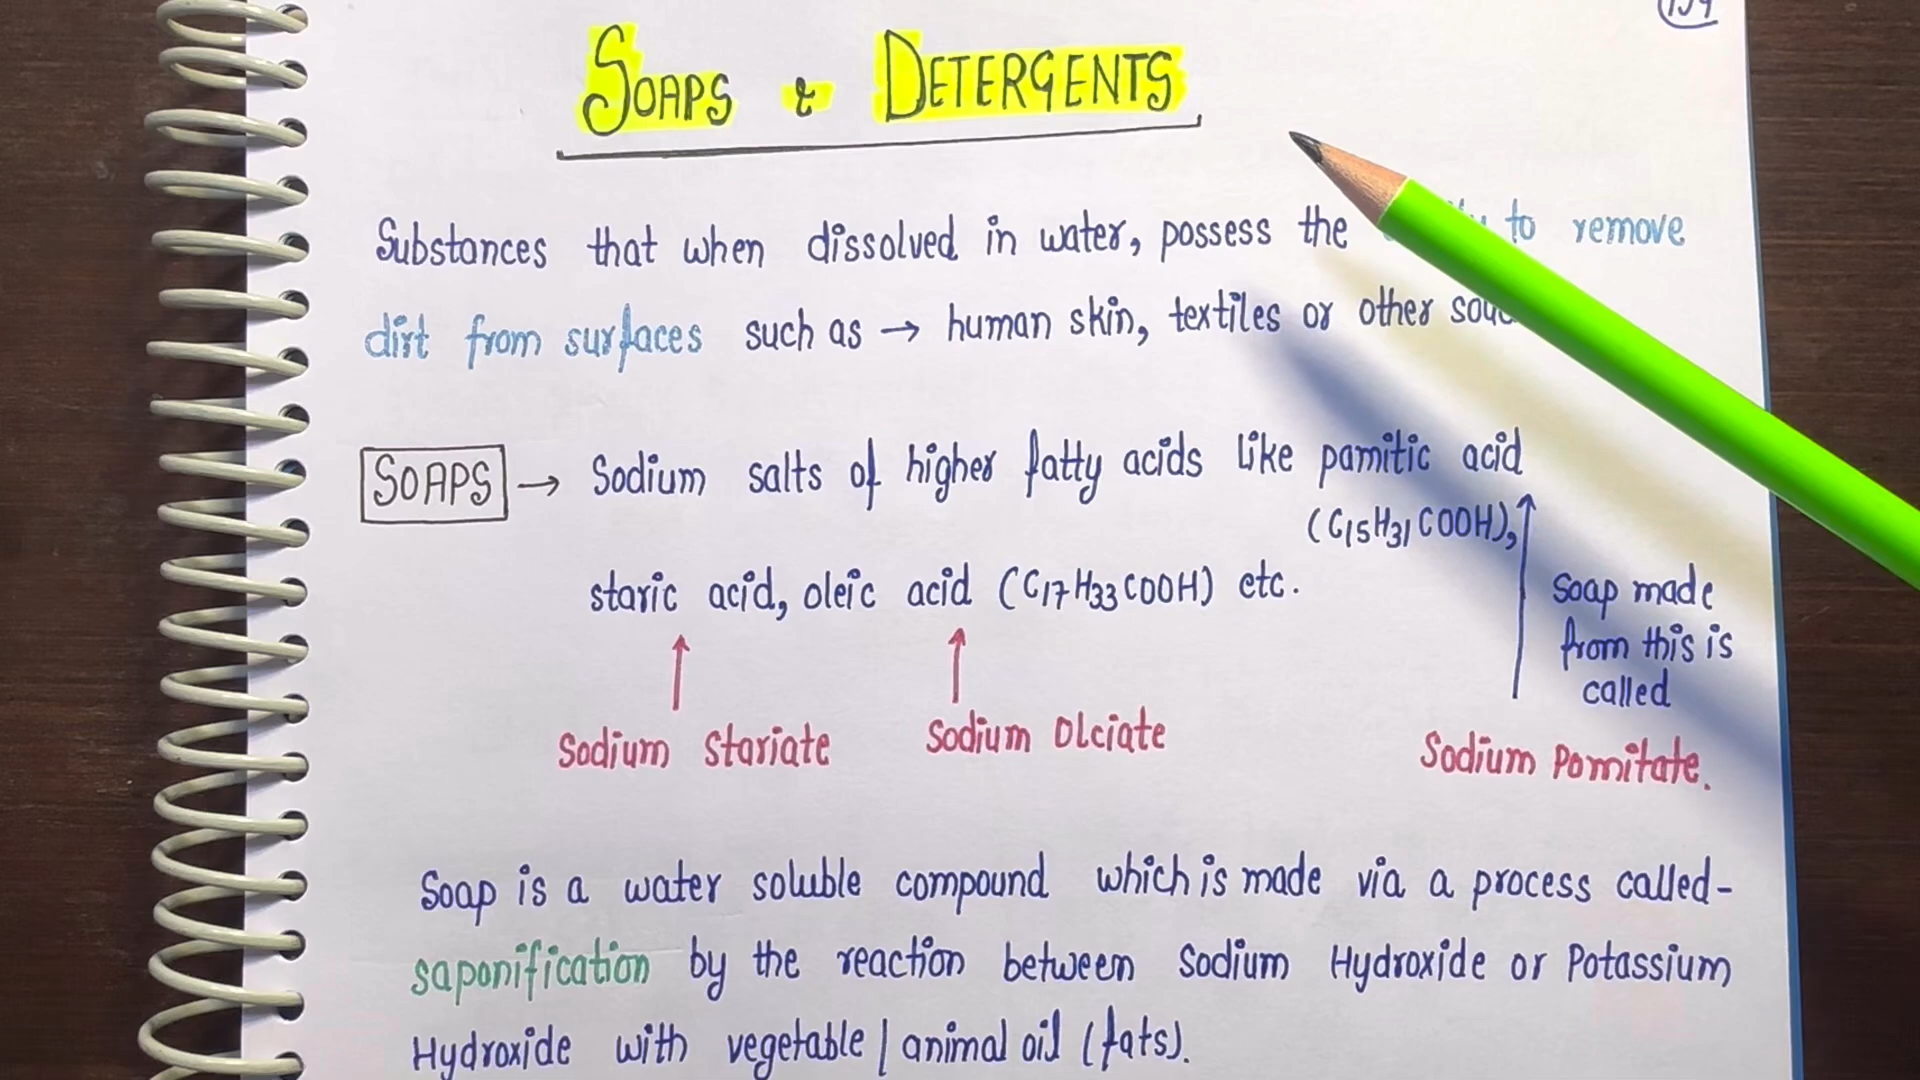 SOAPS & DETERGENTS
Substances that when dissolved in water, possess the to remove
dirt from surfaces such as → human skin, textiles or other
SOAPS → Sodium salts of higher fatty acids like pamitic acid
(C15H31COOH),
staric acid, oleic acid (C17H33COOH) etc.
soap made
from this is
called
Sodium Stariate Sodium Olciate Sodium Pomitate.
Soap is a water soluble compound which is made via a process called-
saponification by the reaction between Sodium Hydroxide or Potassium
Hydroxide with vegetable / animal oil (fats).